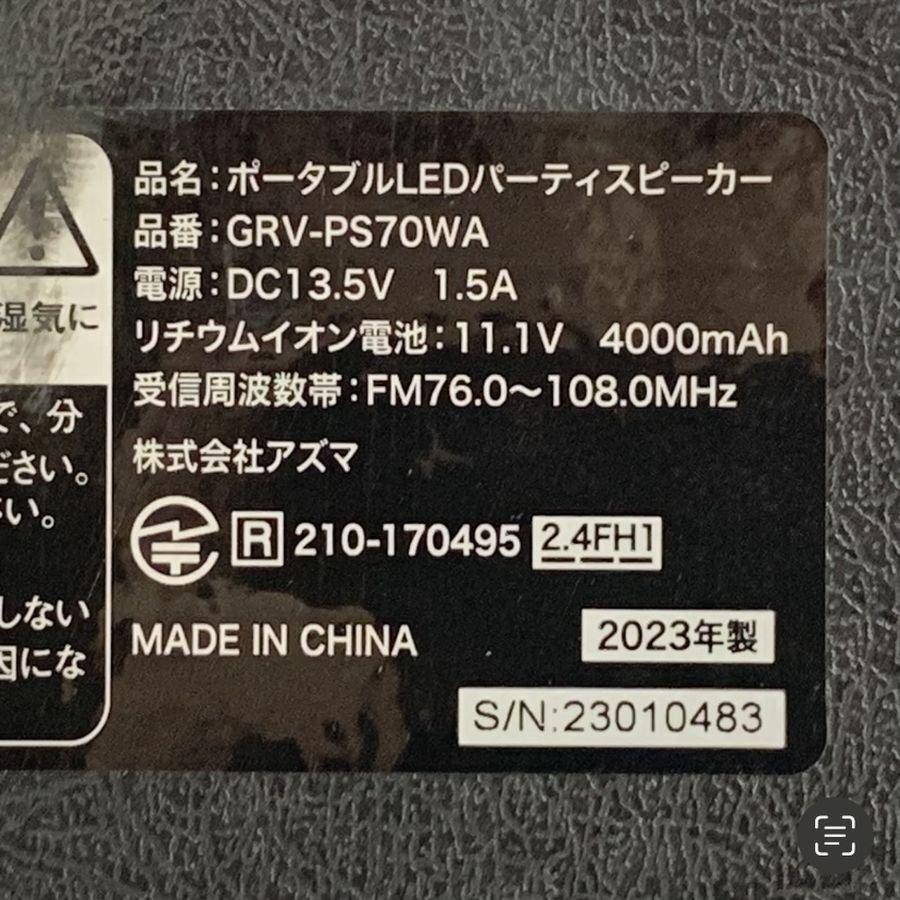 品名:ポータブルLEDパーティスピーカー
品番:GRV-PS70WA
電源:DC13.5V 1.5A
リチウムイオン電池:11.1V 4000mAh
受信周波数帯:FM76.0〜108.0MHz
株式会社アズマ
R 210-170495 2.4FH1
MADE IN CHINA
2023年製
S/N:23010483
湿気に
で、分
ださい。
さい。
しない
因にな